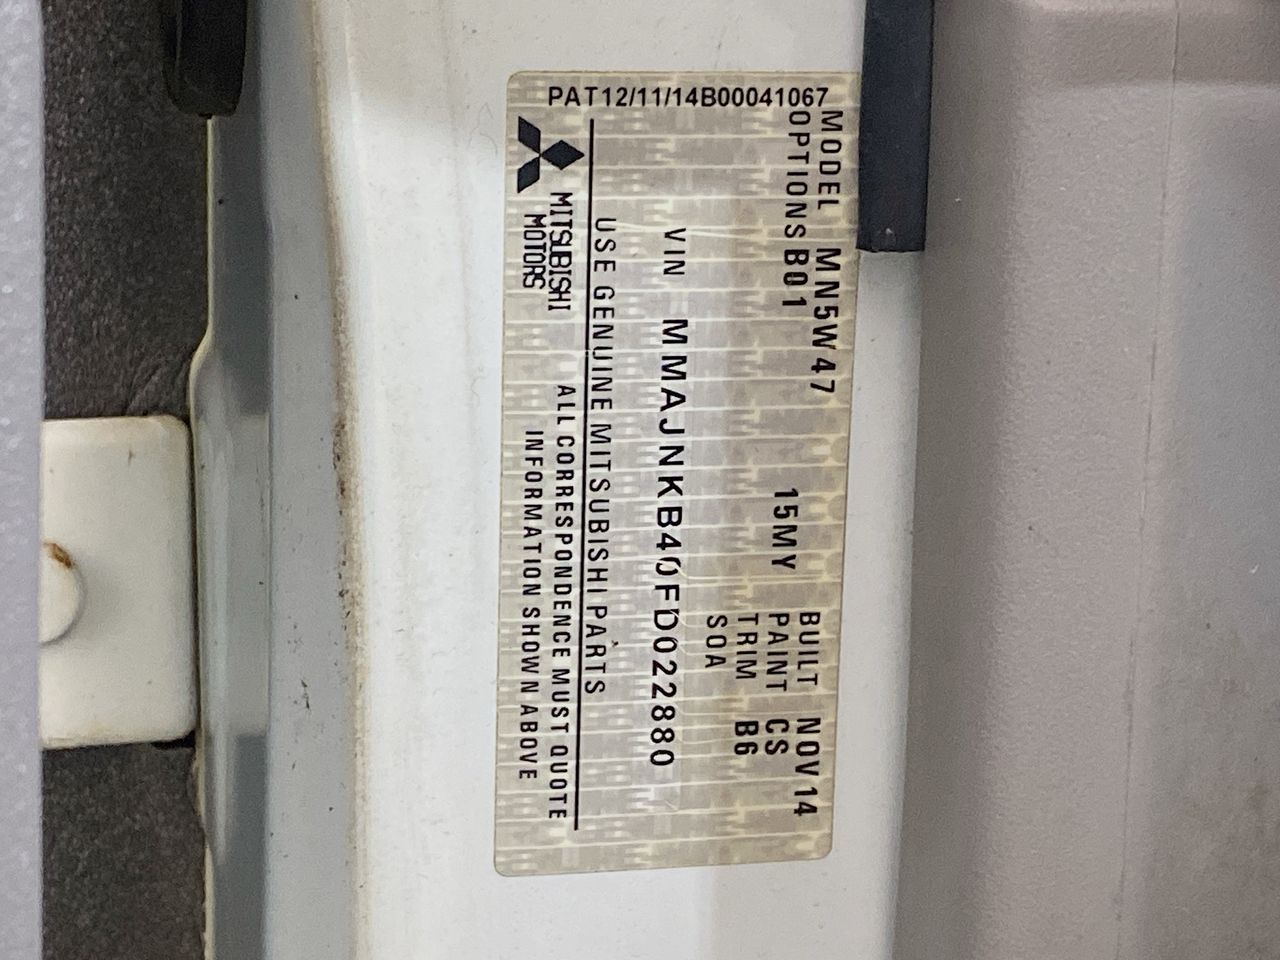 PAT12/11/14B00041067
MODEL MN5W47
OPTIONS B01
15MY
BUILT NOV14
PAINT CS
TRIM B6
SOA
VIN MMAJNKB40FD022880
USE GENUINE MITSUBISHI PARTS
MITSUBISHI
MOTORS
ALL CORRESPONDENCE MUST QUOTE
INFORMATION SHOWN ABOVE